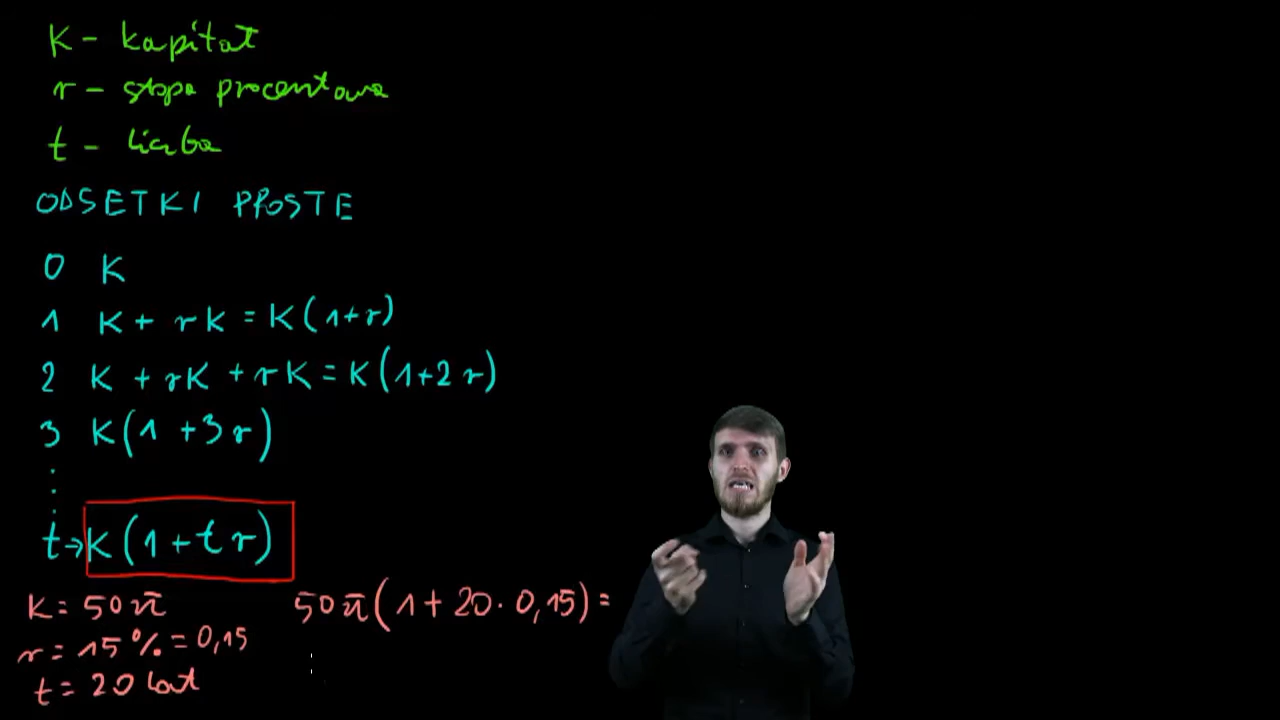 K - kapitał
r - stopa procentowa
t - liczba
ODSETKI PROSTE
0 K
1 K + rK = K(1+r)
2 K + rK + rK = K(1+2r)
3 K(1+3r)
⋮
t→ K(1+tr)
K = 50 zł
r = 15% = 0,15
t = 20 lat
50 zł(1+20·0,15) =